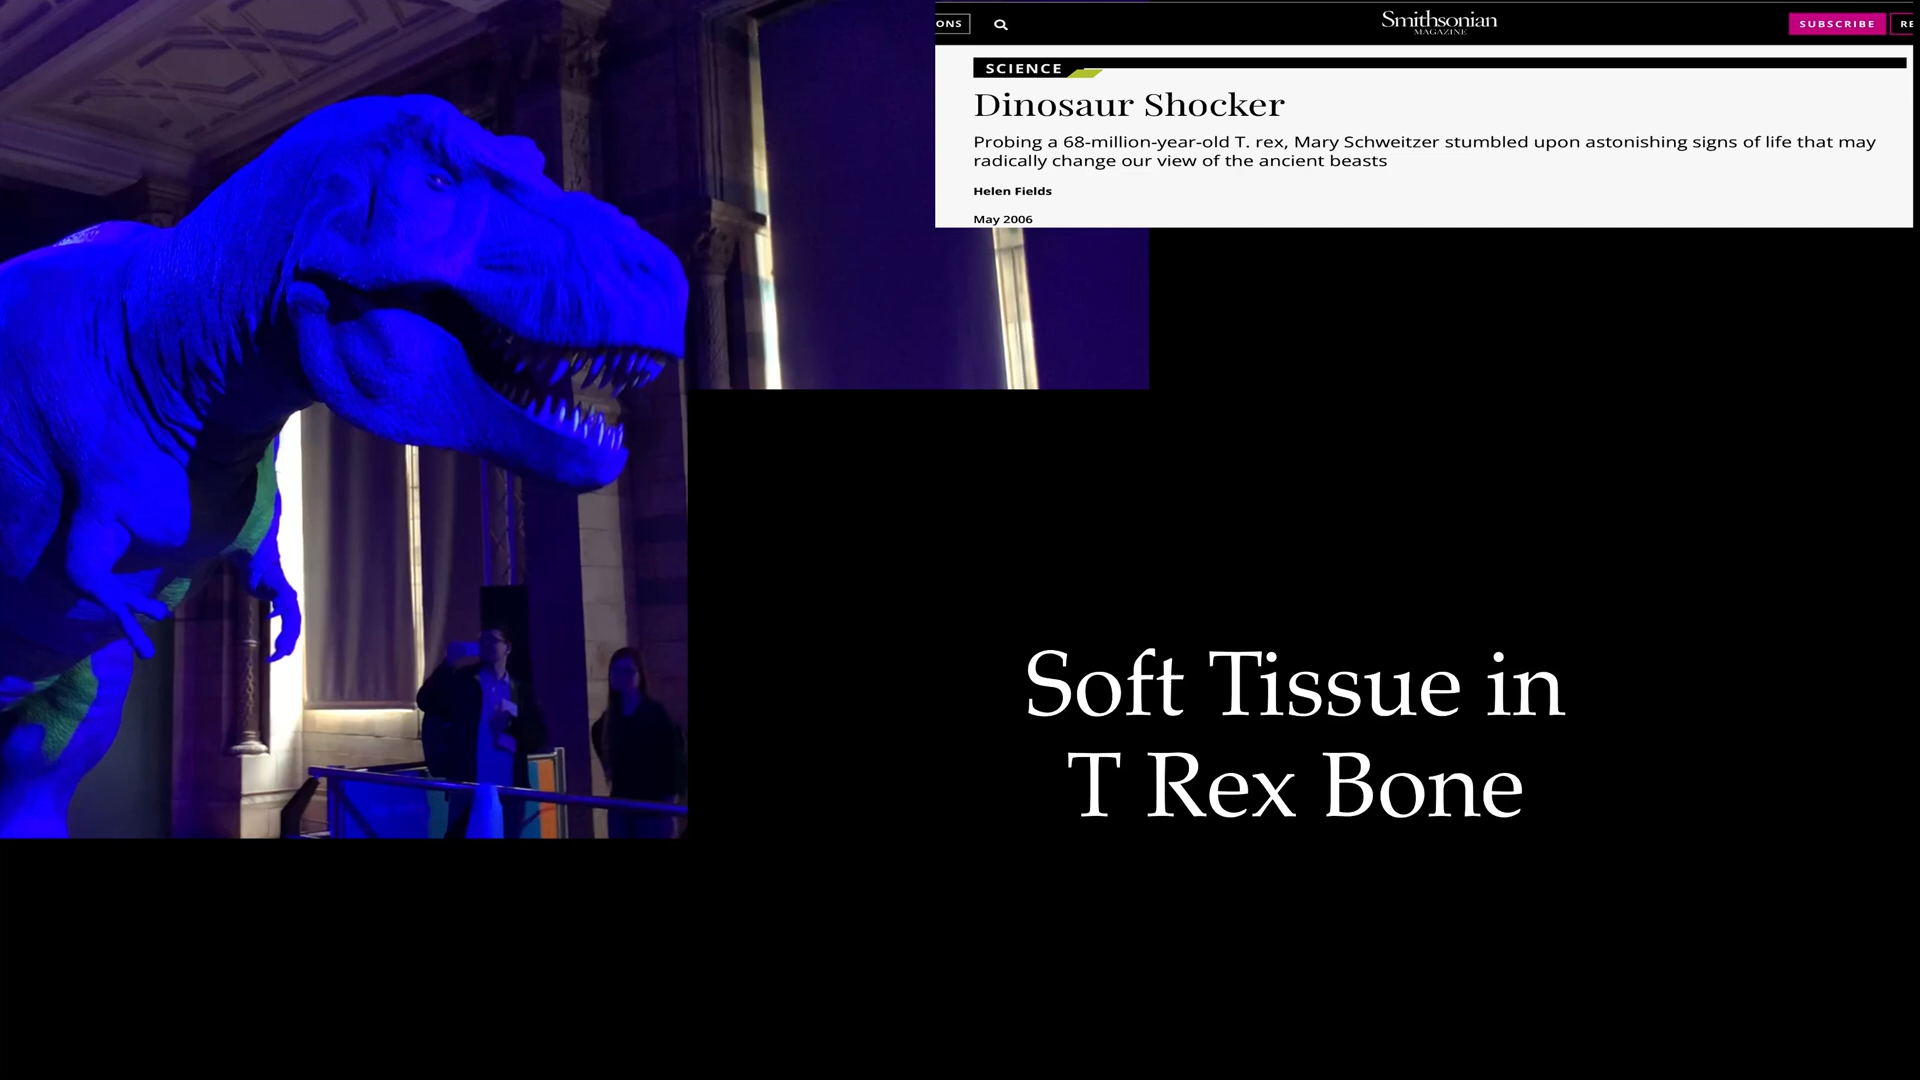 ONS
Smithsonian
MAGAZINE
SUBSCRIBE
RE
SCIENCE
Dinosaur Shocker
Probing a 68-million-year-old T. rex, Mary Schweitzer stumbled upon astonishing signs of life that may
radically change our view of the ancient beasts
Helen Fields
May 2006
Soft Tissue in
T Rex Bone